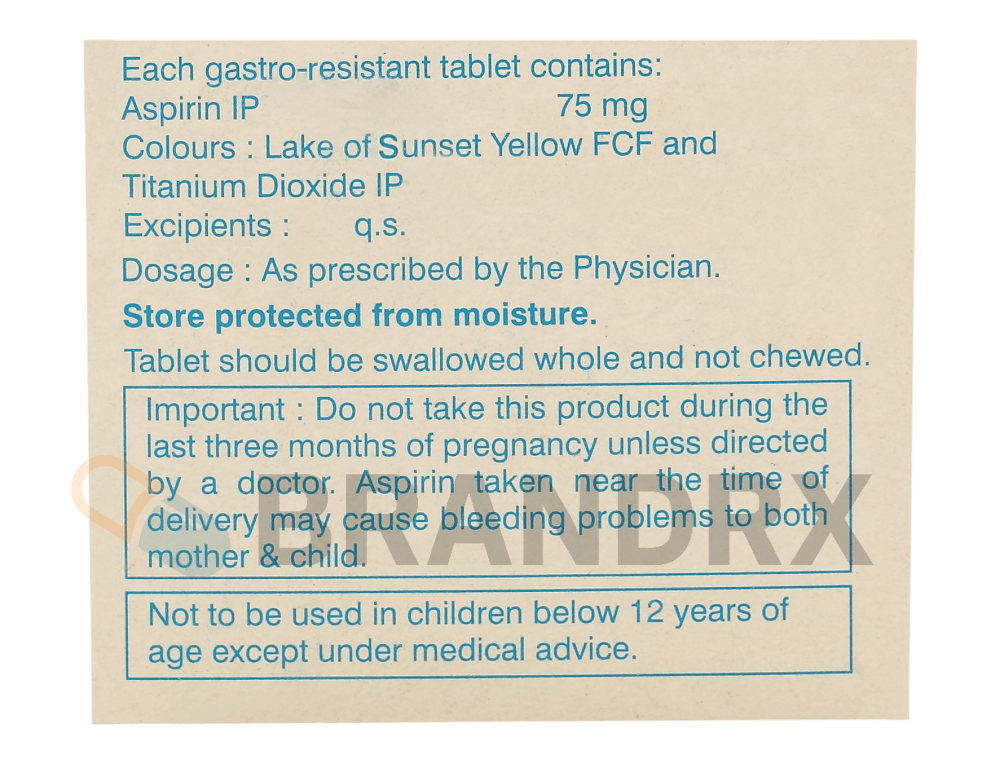 Each gastro-resistant tablet contains:
Aspirin IP 75 mg
Colours : Lake of Sunset Yellow FCF and
Titanium Dioxide IP
Excipients : q.s.
Dosage : As prescribed by the Physician.
Store protected from moisture.
Tablet should be swallowed whole and not chewed.
Important : Do not take this product during the
last three months of pregnancy unless directed
by a doctor. Aspirin taken near the time of
delivery may cause bleeding problems to both
mother & child.
BRANDRX
Not to be used in children below 12 years of
age except under medical advice.